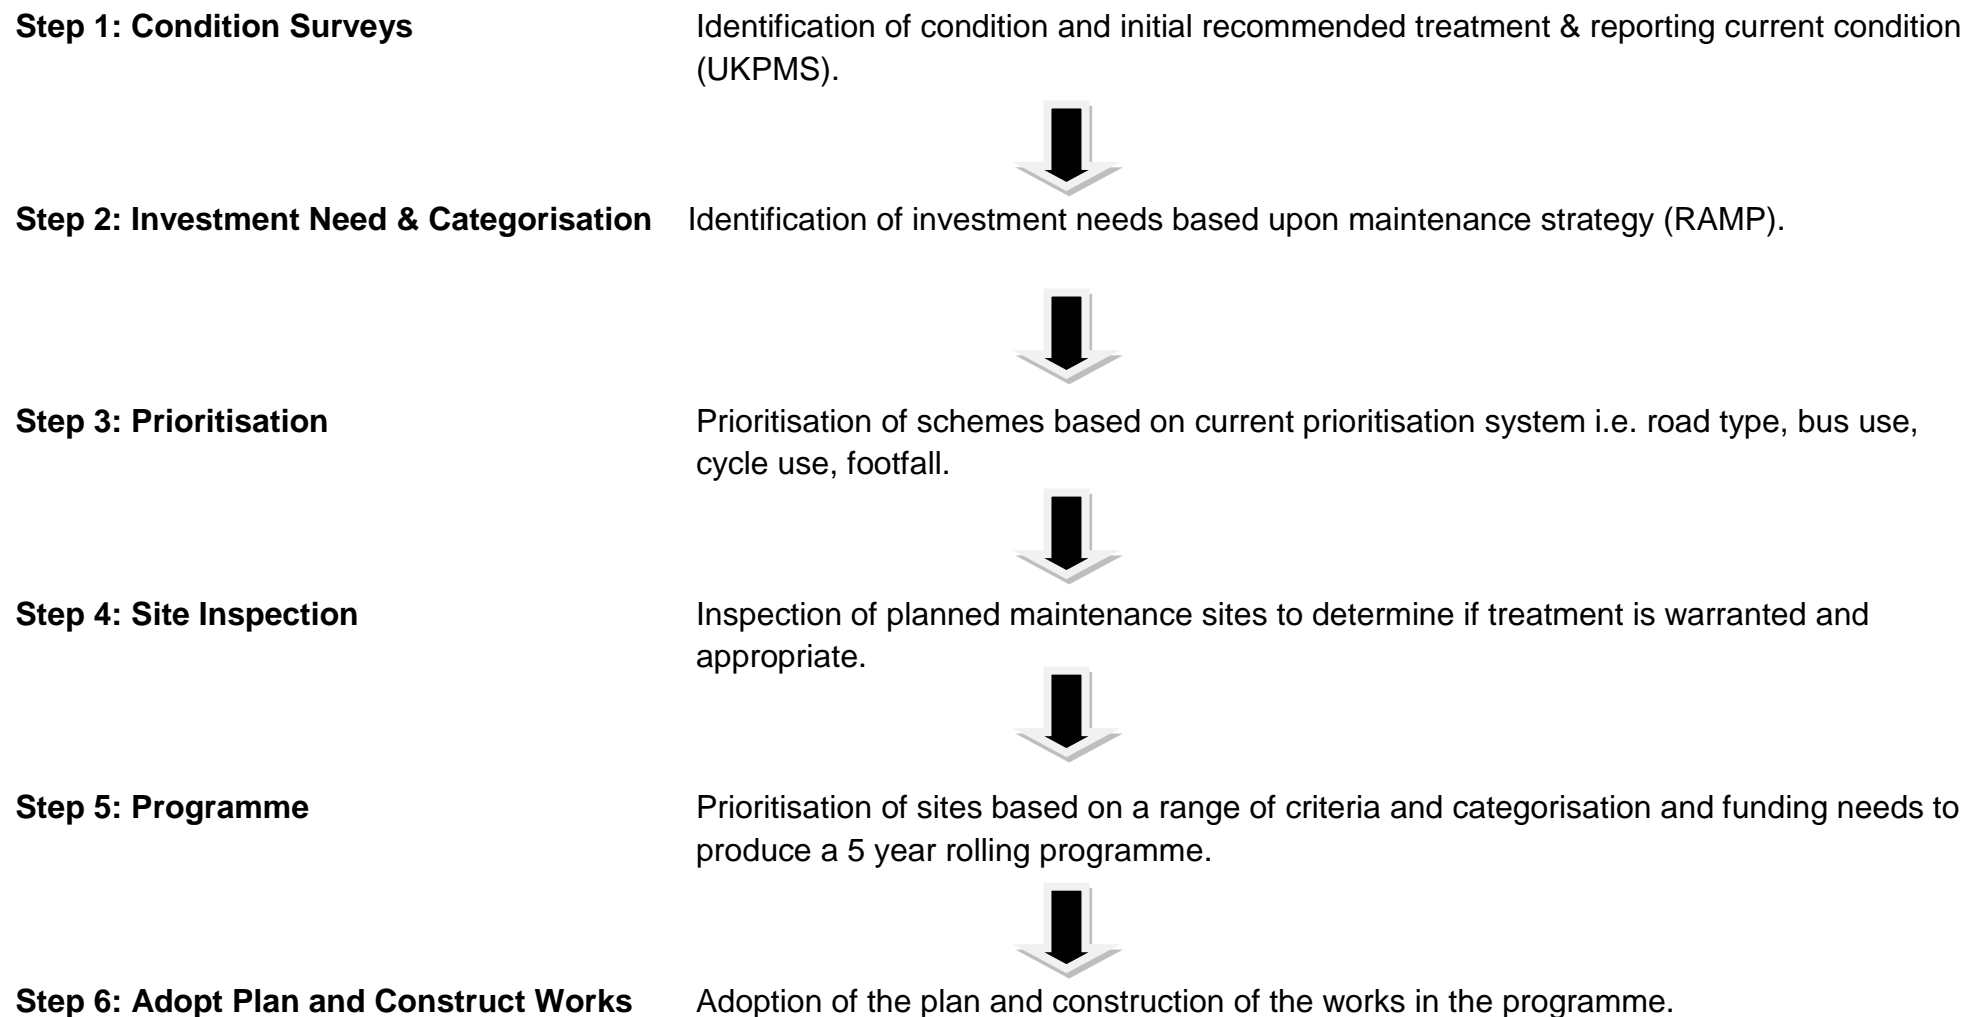 Step 1: Condition Surveys
Identification of condition and initial recommended treatment & reporting current condition
(UKPMS).
Step 2: Investment Need & Categorisation
Identification of investment needs based upon maintenance strategy (RAMP).
Step 3: Prioritisation
Prioritisation of schemes based on current prioritisation system i.e. road type, bus use,
cycle use, footfall.
Step 4: Site Inspection
Inspection of planned maintenance sites to determine if treatment is warranted and
appropriate.
Step 5: Programme
Prioritisation of sites based on a range of criteria and categorisation and funding needs to
produce a 5 year rolling programme.
Step 6: Adopt Plan and Construct Works
Adoption of the plan and construction of the works in the programme.